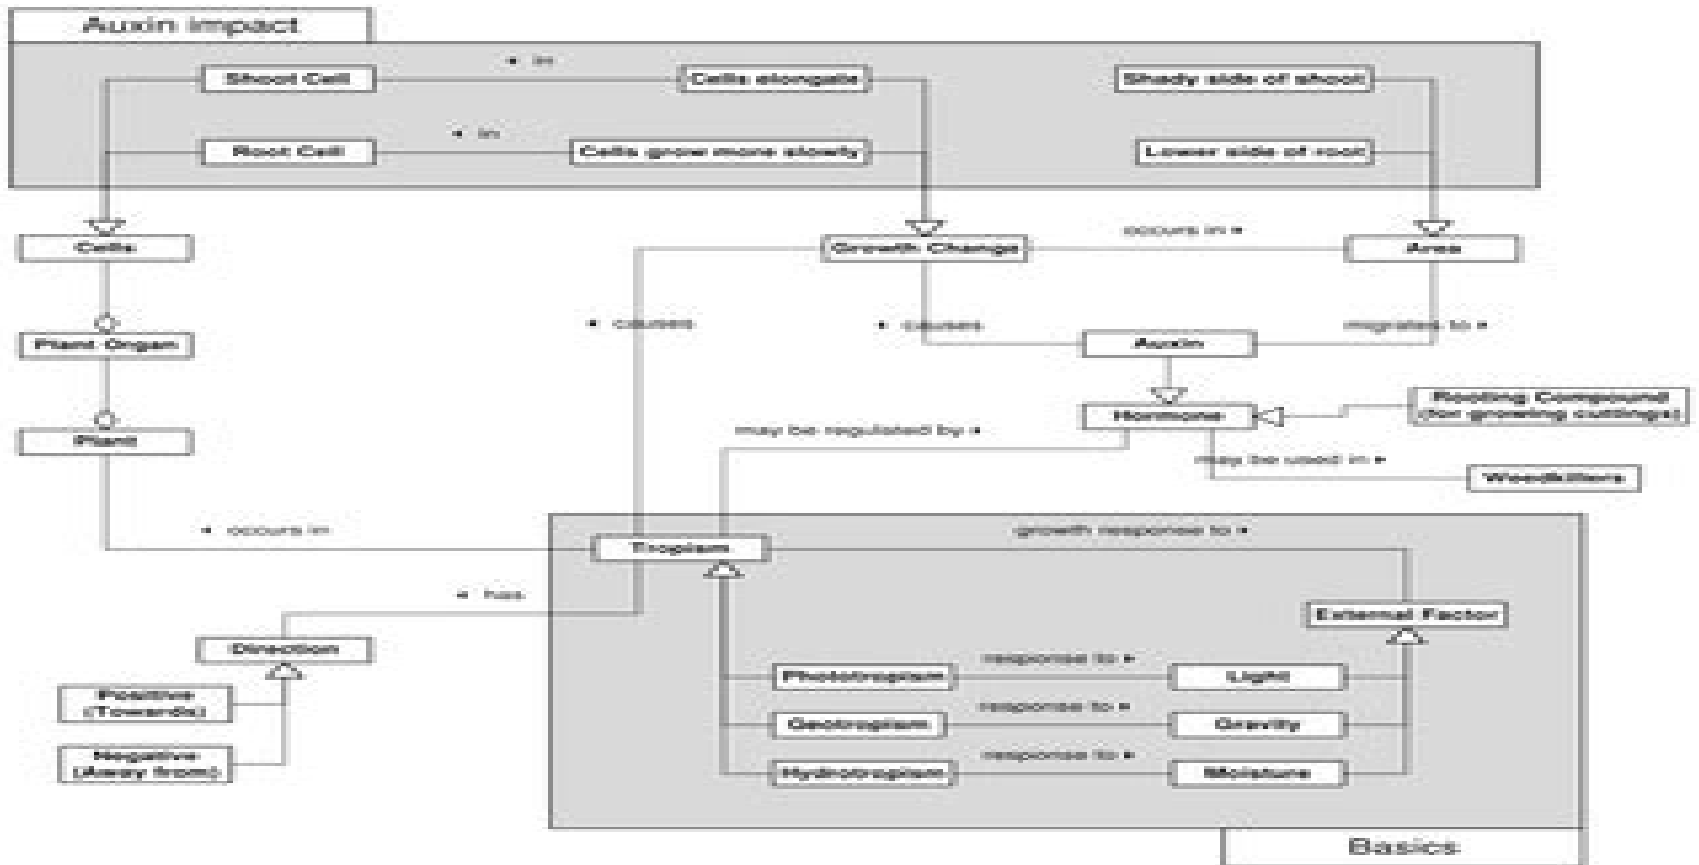 Auxin impact
Shoot Cell
in
Cells elongate
Shady side of shoot
Root Cell
in
Cells grow more slowly
Lower side of root
Cells
Growth Change
occurs in
Area
causes
causes
migrates to
Plant Organ
Auxin
Rooting Compound
(for growing cuttings)
Hormone
Plant
may be regulated by
may be used in
Weedkillers
occurs in
growth response to
Tropism
has
External Factor
Direction
response to
Phototropism
Light
Positive
(Towards)
response to
Geotropism
Gravity
Negative
(Away from)
response to
Hydrotropism
Moisture
Basics